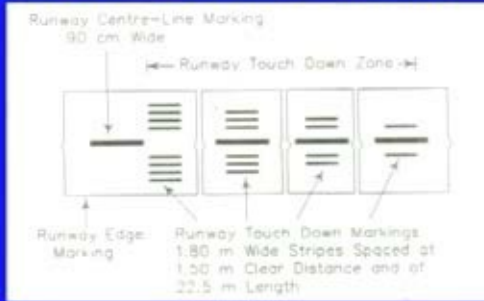 Runway Centre-Line Marking
90 cm Wide
Runway Touch Down Zone
Runway Edge
Marking
Runway Touch Down Markings
1.80 m Wide Stripes Spaced at
1.50 m Clear Distance and of
22.5 m Length